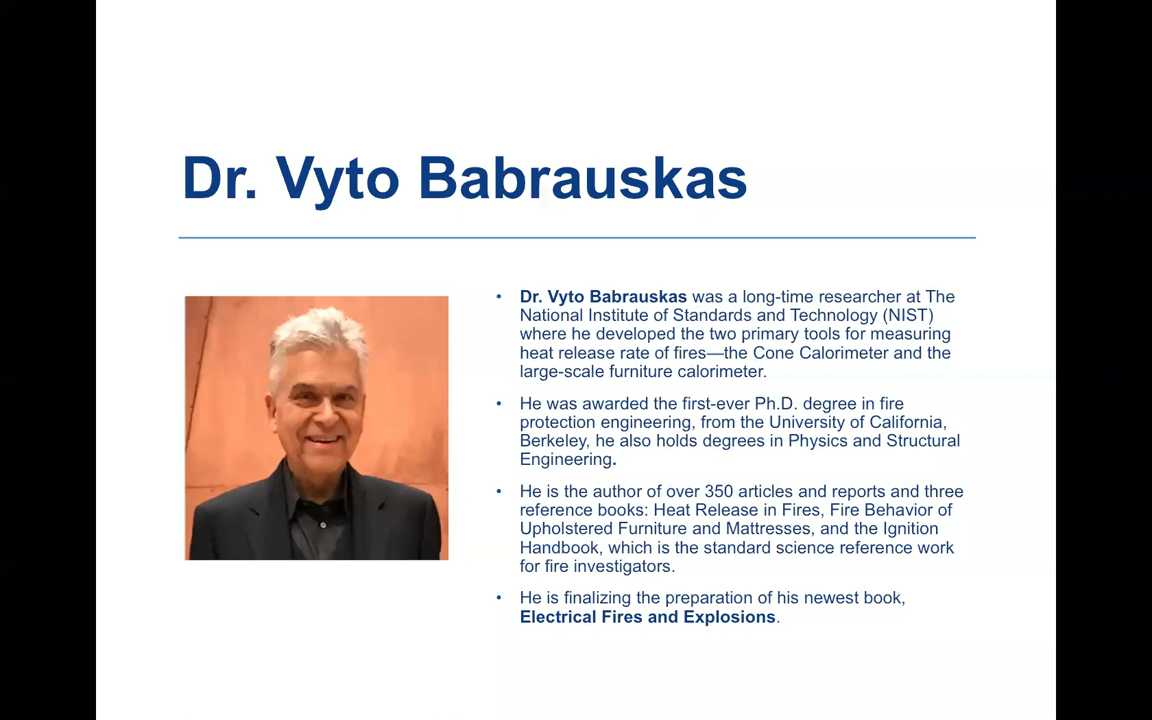 Dr. Vyto Babrauskas
• Dr. Vyto Babrauskas was a long-time researcher at The
National Institute of Standards and Technology (NIST)
where he developed the two primary tools for measuring
heat release rate of fires—the Cone Calorimeter and the
large-scale furniture calorimeter.
• He was awarded the first-ever Ph.D. degree in fire
protection engineering, from the University of California,
Berkeley, he also holds degrees in Physics and Structural
Engineering.
• He is the author of over 350 articles and reports and three
reference books: Heat Release in Fires, Fire Behavior of
Upholstered Furniture and Mattresses, and the Ignition
Handbook, which is the standard science reference work
for fire investigators.
• He is finalizing the preparation of his newest book,
Electrical Fires and Explosions.